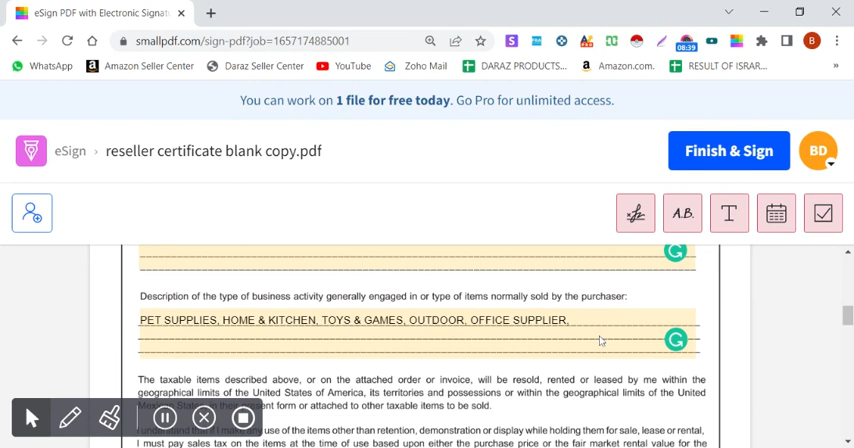 eSign PDF with Electronic Signat
smallpdf.com/sign-pdf?job=1657174885001
08:39
B
WhatsApp
Amazon Seller Center
Daraz Seller Center
YouTube
Zoho Mail
DARAZ PRODUCTS...
Amazon.com.
RESULT OF ISRAR...
You can work on 1 file for free today. Go Pro for unlimited access.
eSign
reseller certificate blank copy.pdf
Finish & Sign
BD
A.B.
T
Description of the type of business activity generally engaged in or type of items normally sold by the purchaser:
PET SUPPLIES, HOME & KITCHEN, TOYS & GAMES, OUTDOOR, OFFICE SUPPLIER,
The taxable items described above, or on the attached order or invoice, will be resold, rented or leased by me within the
geographical limits of the United States of America, its territories and possessions or within the geographical limits of the United
in their present form or attached to other taxable items to be sold.
use of the items other than retention, demonstration or display while holding them for sale, lease or rental,
I must pay sales tax on the items at the time of use based upon either the purchase price or the fair market rental value for the